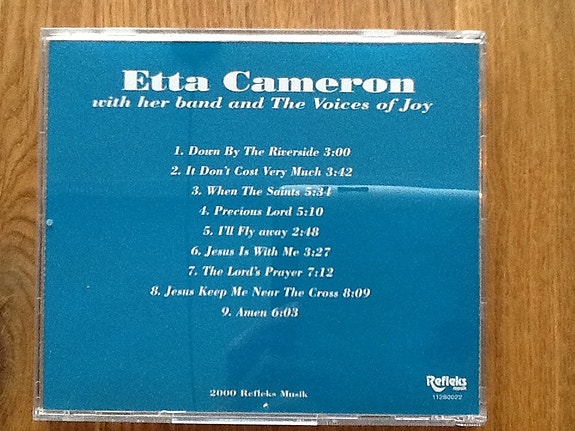 Etta Cameron
with her band and The Voices of Joy
1. Down By The Riverside 3:00
2. It Don't Cost Very Much 3:42
3. When The Saints 5:34
4. Precious Lord 5:10
5. I'll Fly away 2:48
6. Jesus Is With Me 3:27
7. The Lord's Prayer 7:12
8. Jesus Keep Me Near The Cross 8:09
9. Amen 6:03
2000 Refleks Musik
Refleks
musik
11280022